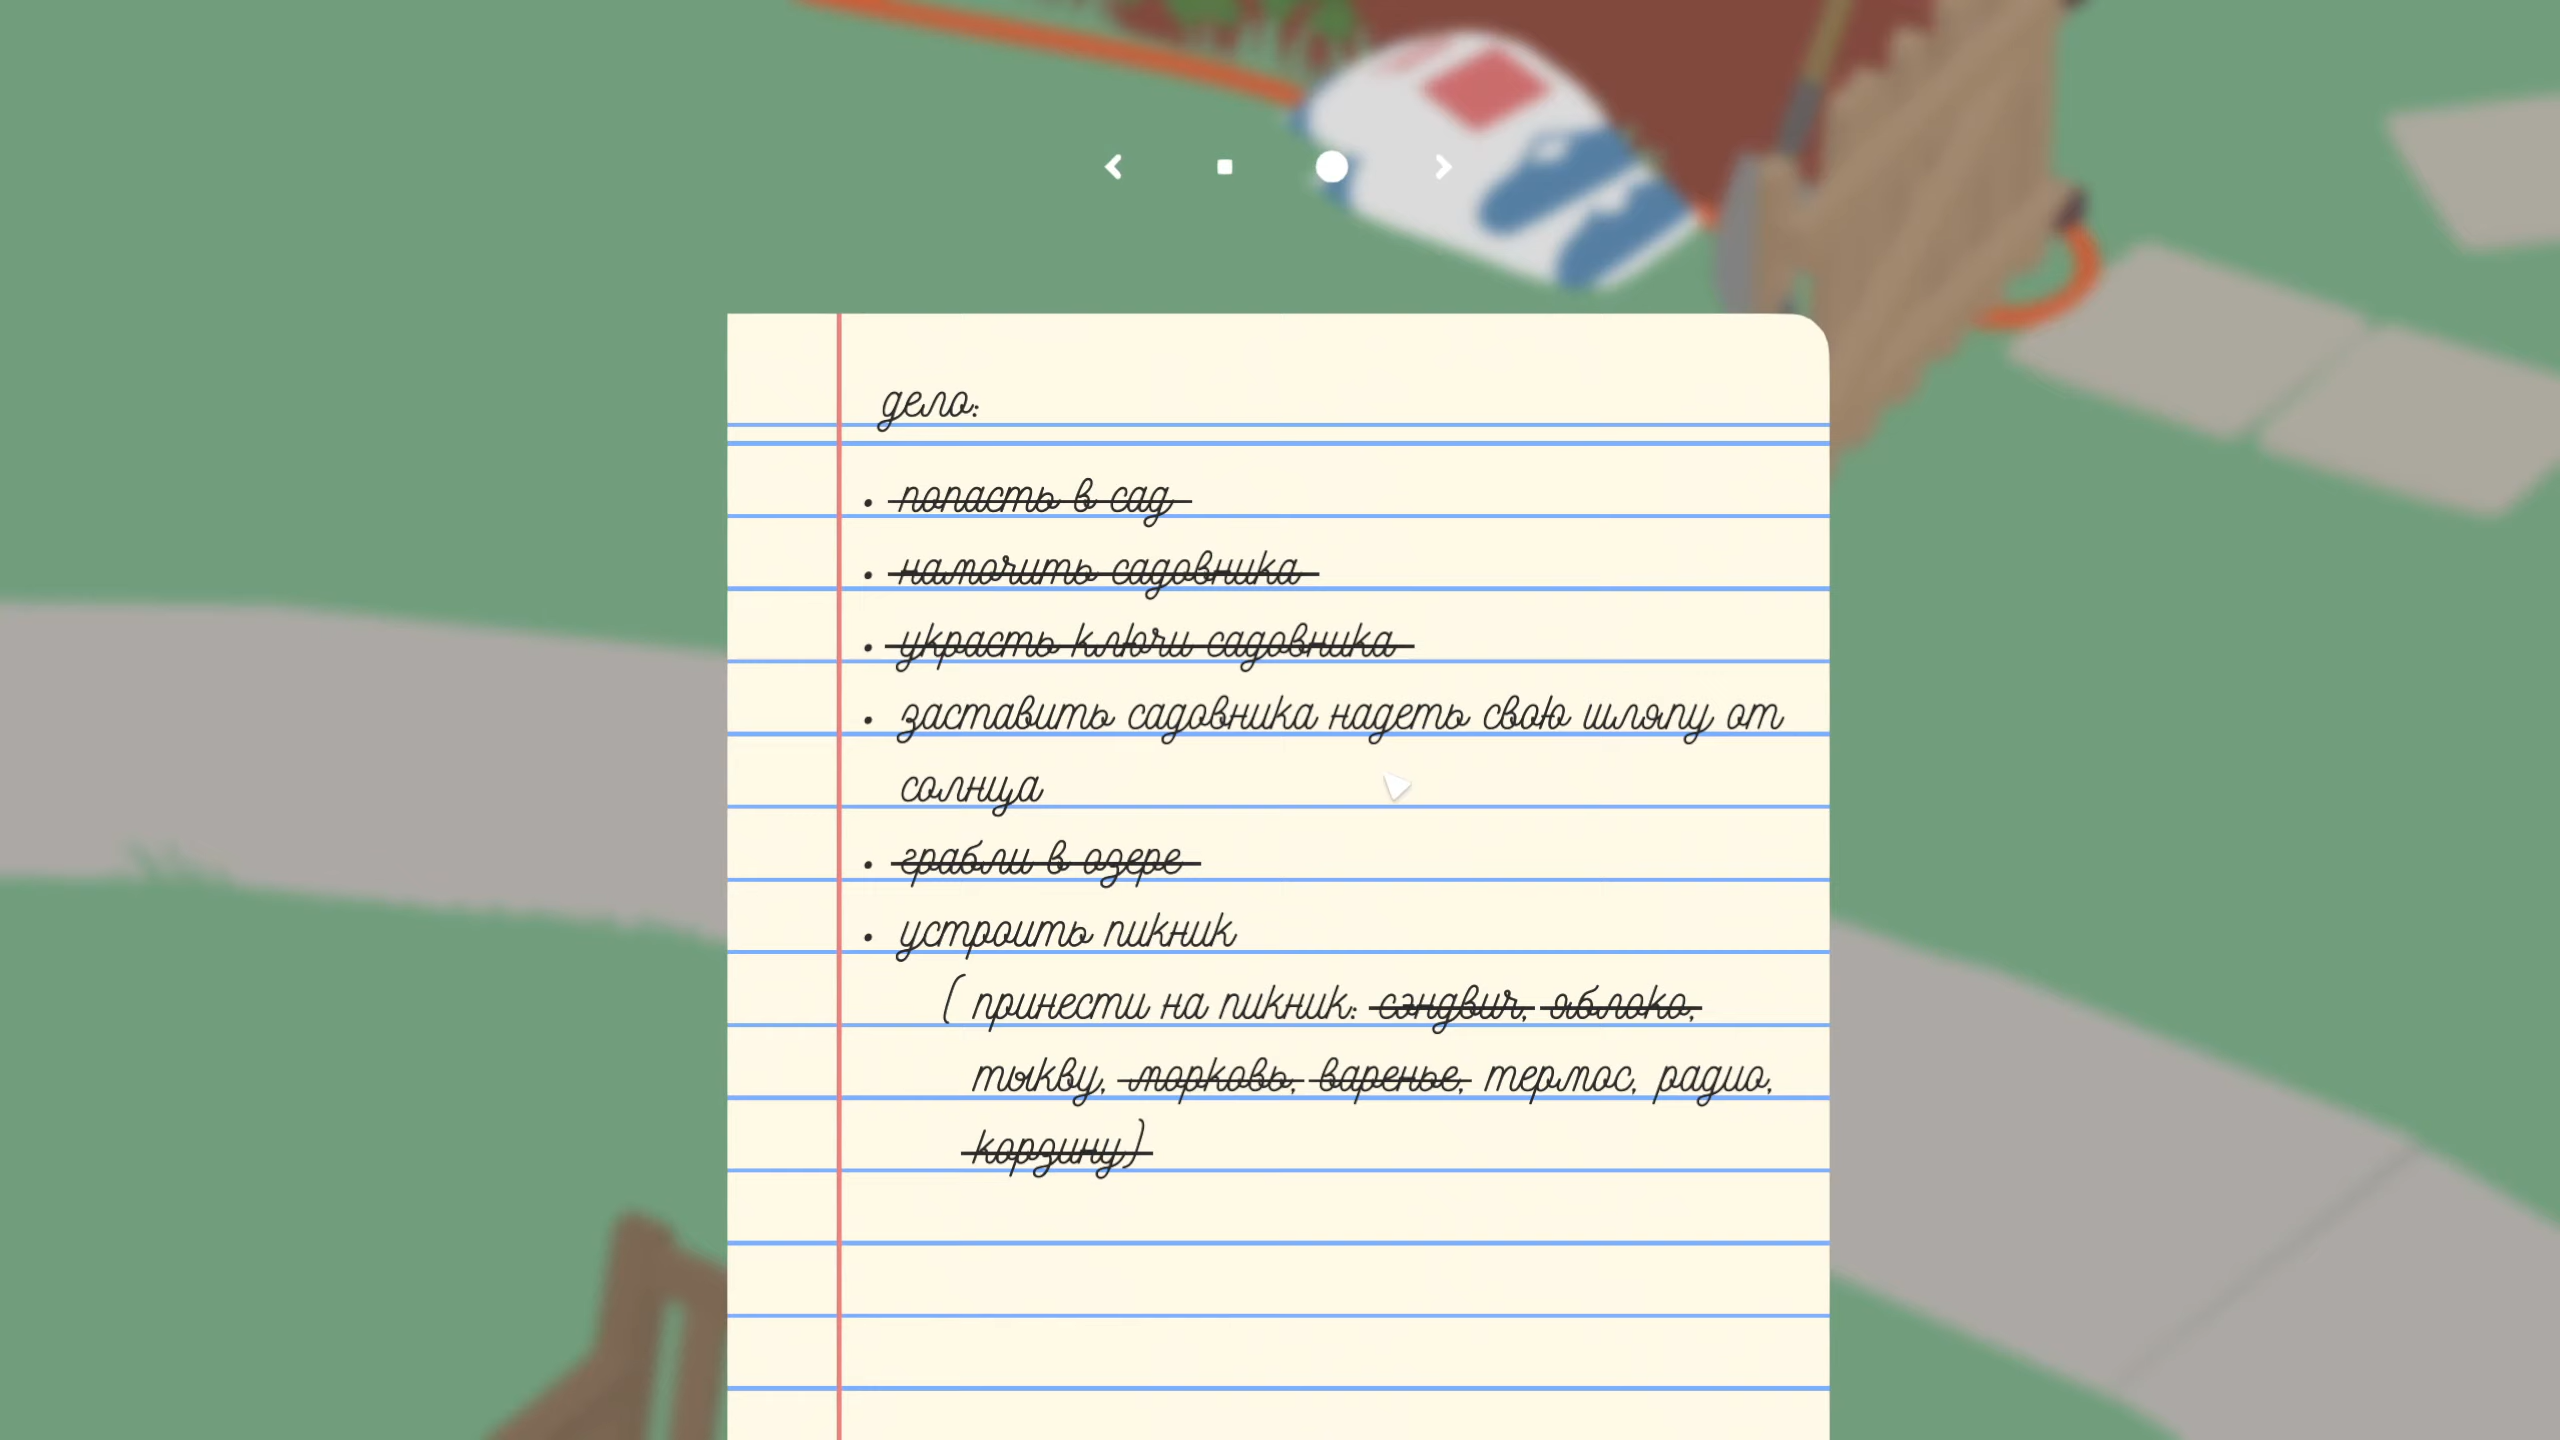 дело:
• попасть в сад
• намочить садовника
• украсть ключи садовника
• заставить садовника надеть свою шляпу от
солнца
• грабли в озере
• устроить пикник
( принести на пикник: сэндвич, яблоко,
тыкву, морковь, варенье, термос, радио,
корзину)